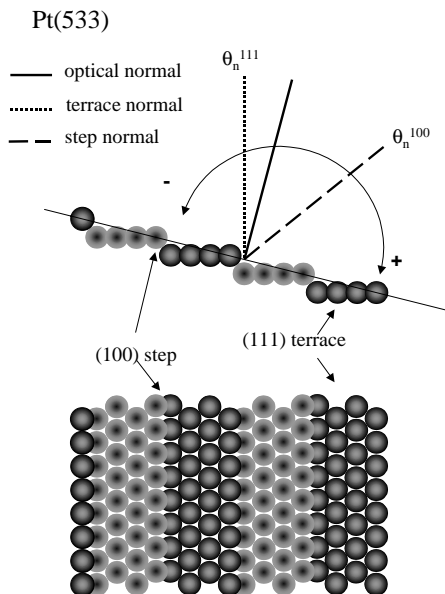 Pt(533)
optical normal
terrace normal
step normal
θn111
θn100
-
+
(100) step
(111) terrace